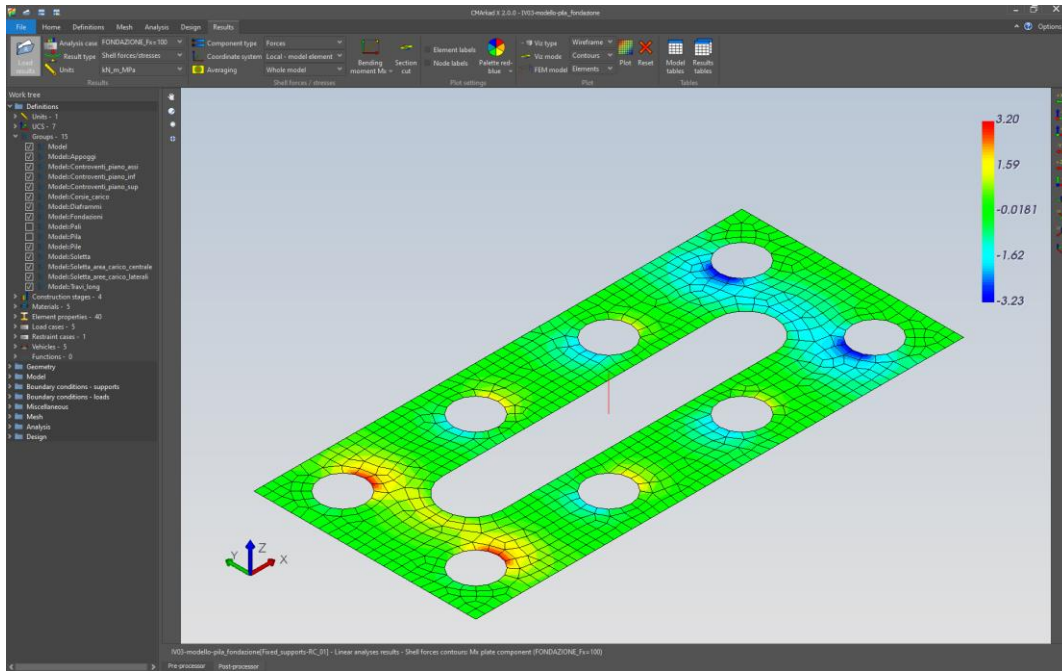 CMArkad X 2.0.0 - IV03-modello-pila_fondazione
File Home Definitions Mesh Analysis Design Results Options
Load results
Analysis case FONDAZIONE_Fx=100
Result type Shell forces/stresses
Units kN_m_MPa
Results
Component type Forces
Coordinate system Local - model element
Averaging Whole model
Bending moment Mx
Section cut
Shell forces / stresses
Element labels
Node labels
Palette red-blue
Plot settings
Viz type Wireframe
Viz mode Contours
FEM model Elements
Plot Reset
Plot
Model tables
Results tables
Tables
Work tree
Definitions
Units - 1
UCS - 7
Groups - 15
Model
Model::Appoggi
Model::Controventi_piano_assi
Model::Controventi_piano_inf
Model::Controventi_piano_sup
Model::Corsia_carico
Model::Diaframmi
Model::Fondazioni
Model::Pali
Model::Pila
Model::Pile
Model::Soletta
Model::Soletta_area_carico_centrale
Model::Soletta_aree_carico_laterali
Model::Travi_long
Construction stages - 4
Materials - 5
Element properties - 40
Load cases - 5
Restraint cases - 1
Vehicles - 5
Functions - 0
Geometry
Model
Boundary conditions - supports
Boundary conditions - loads
Miscellaneous
Mesh
Analysis
Design
3.20
1.59
-0.0181
-1.62
-3.23
Z
Y
X
IV03-modello-pila_fondazione[Fixed_supports-RC_01] - Linear analyses results - Shell forces contours: Mx plate component (FONDAZIONE_Fx=100)
Pre-processor Post-processor